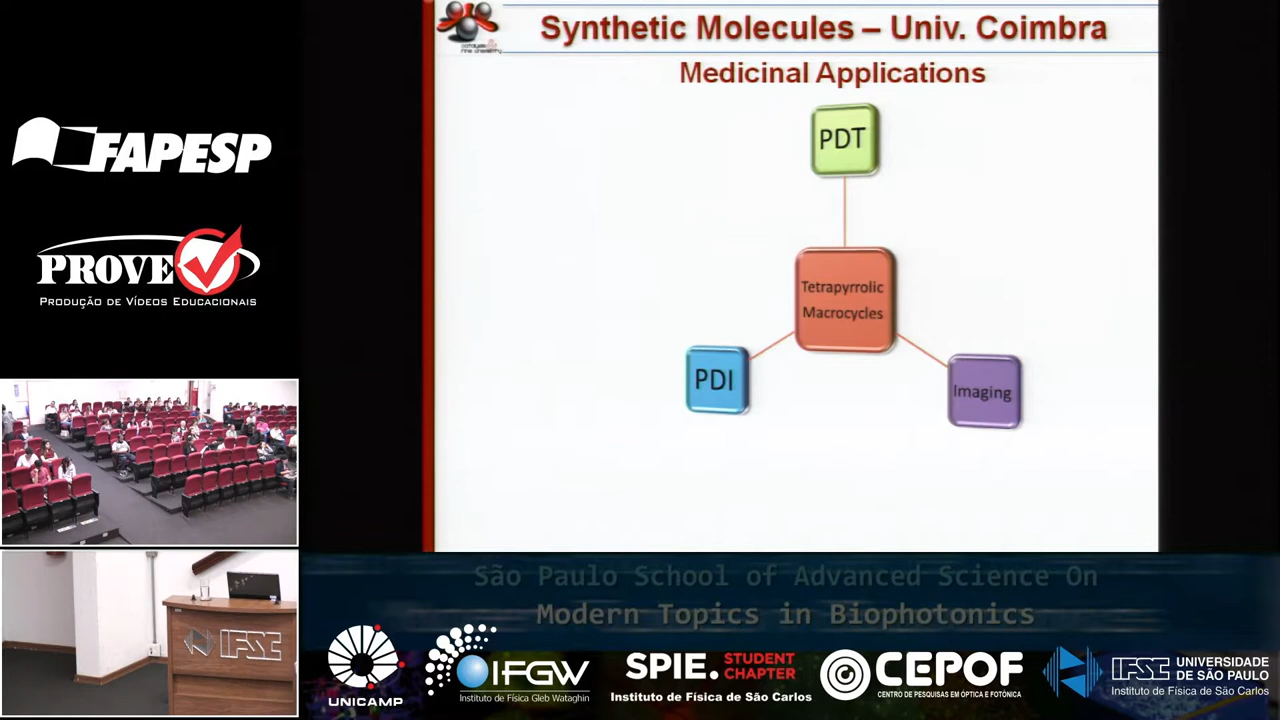 Synthetic Molecules – Univ. Coimbra
Medicinal Applications
PDT
Tetrapyrrolic
Macrocycles
PDI
Imaging
FAPESP
PROVE
PRODUÇÃO DE VÍDEOS EDUCACIONAIS
IFSC
São Paulo School of Advanced Science On
Modern Topics in Biophotonics
UNICAMP
IFGW
Instituto de Física Gleb Wataghin
SPIE. STUDENT
CHAPTER
Instituto de Física de São Carlos
CEPOF
CENTRO DE PESQUISAS EM ÓPTICA E FOTÔNICA
IFSC UNIVERSIDADE
DE SÃO PAULO
Instituto de Física de São Carlos